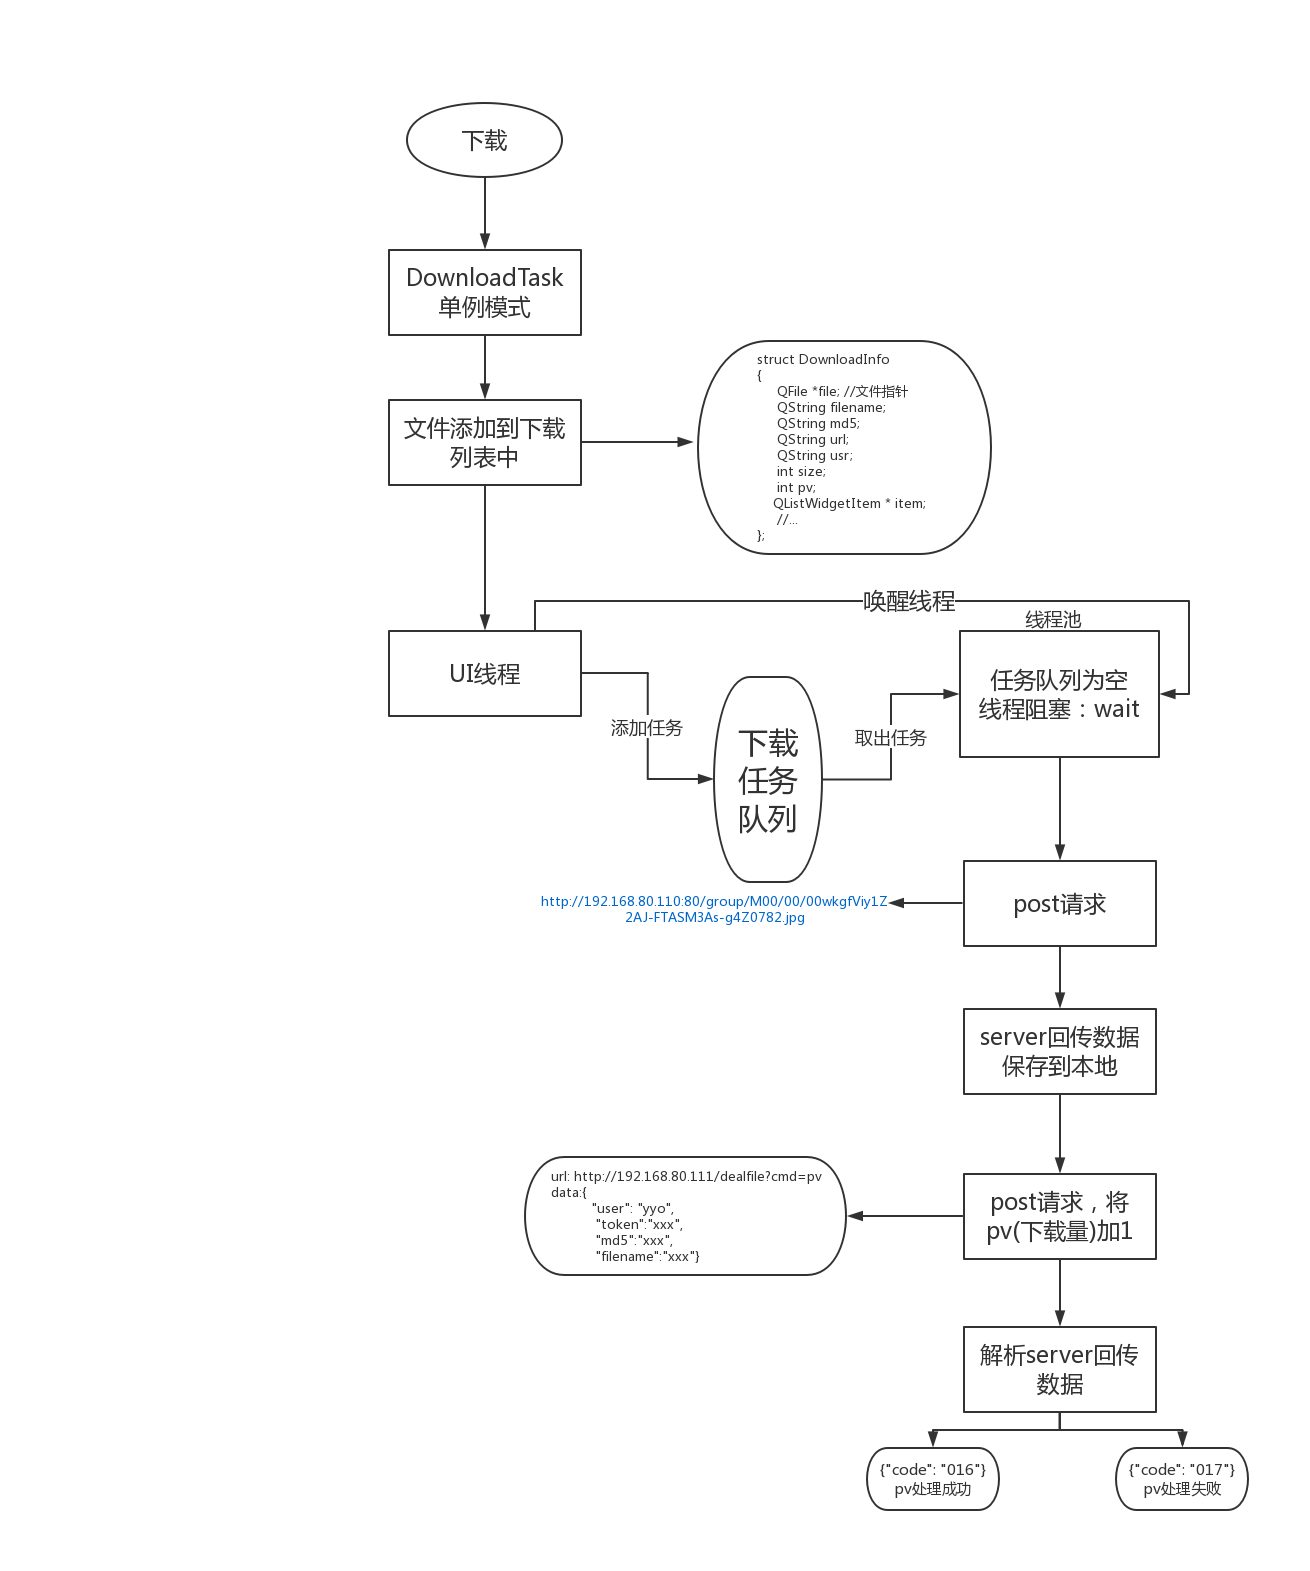 下载
DownloadTask
单例模式
文件添加到下载
列表中
struct DownloadInfo
{
QFile *file; //文件指针
QString filename;
QString md5;
QString url;
QString usr;
int size;
int pv;
QListWidgetItem * item;
//...
};
唤醒线程
线程池
UI线程
任务队列为空
线程阻塞：wait
添加任务
下载
任务
队列
取出任务
http://192.168.80.110:80/group/M00/00/00wkgfViy1Z
2AJ-FTASM3As-g4Z0782.jpg
post请求
server回传数据
保存到本地
url: http://192.168.80.111/dealfile?cmd=pv
data:{
"user": "yyo",
"token":"xxx",
"md5":"xxx",
"filename":"xxx"}
post请求，将
pv(下载量)加1
解析server回传
数据
{"code": "016"}
pv处理成功
{"code": "017"}
pv处理失败